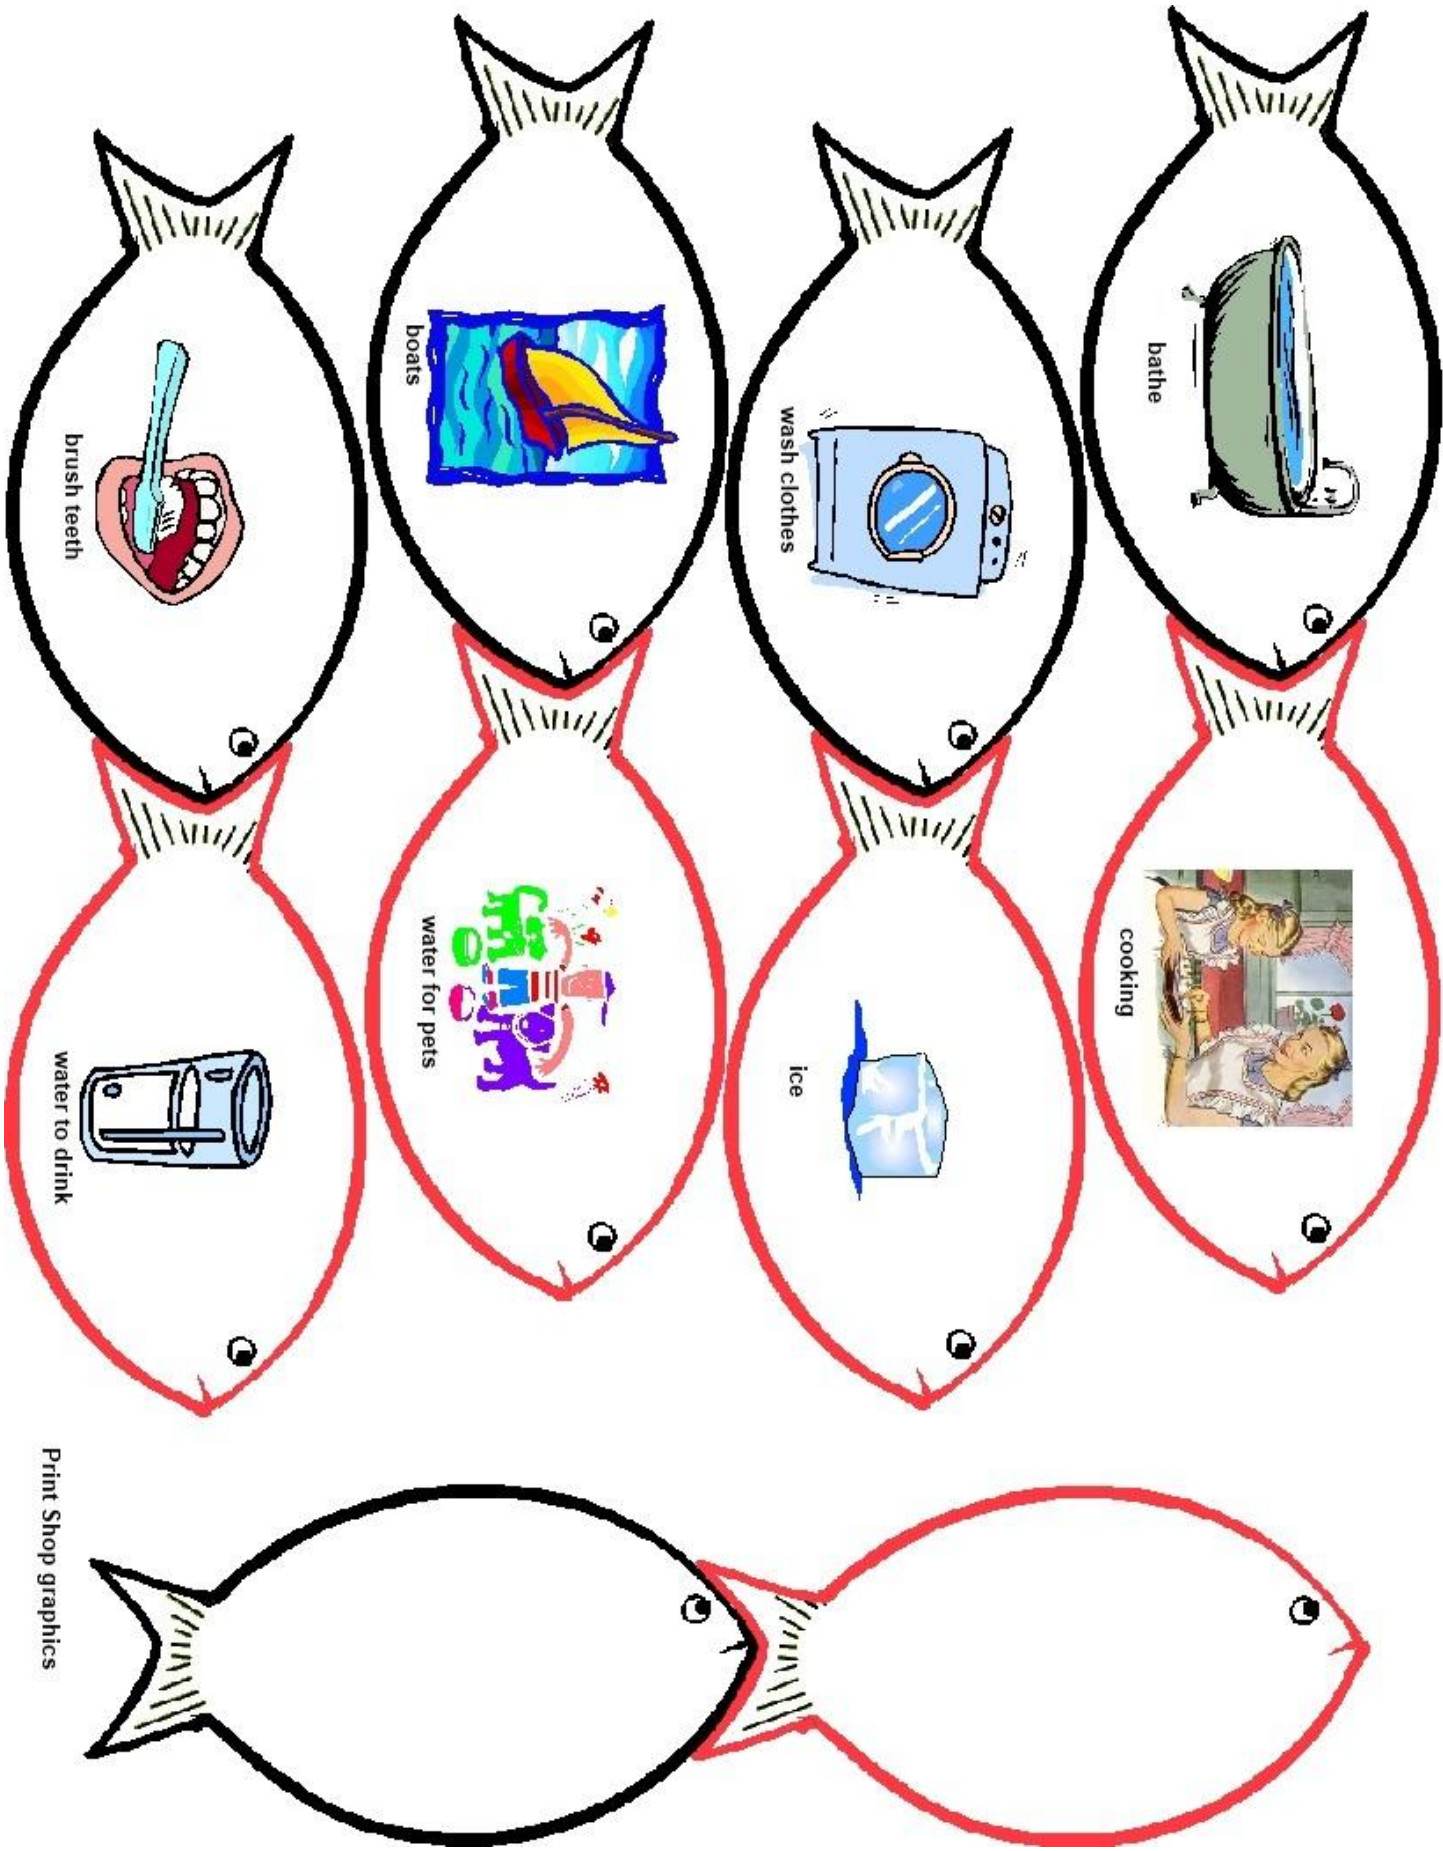 bathe
cooking
wash clothes
ice
boats
water for pets
brush teeth
water to drink
Print Shop graphics